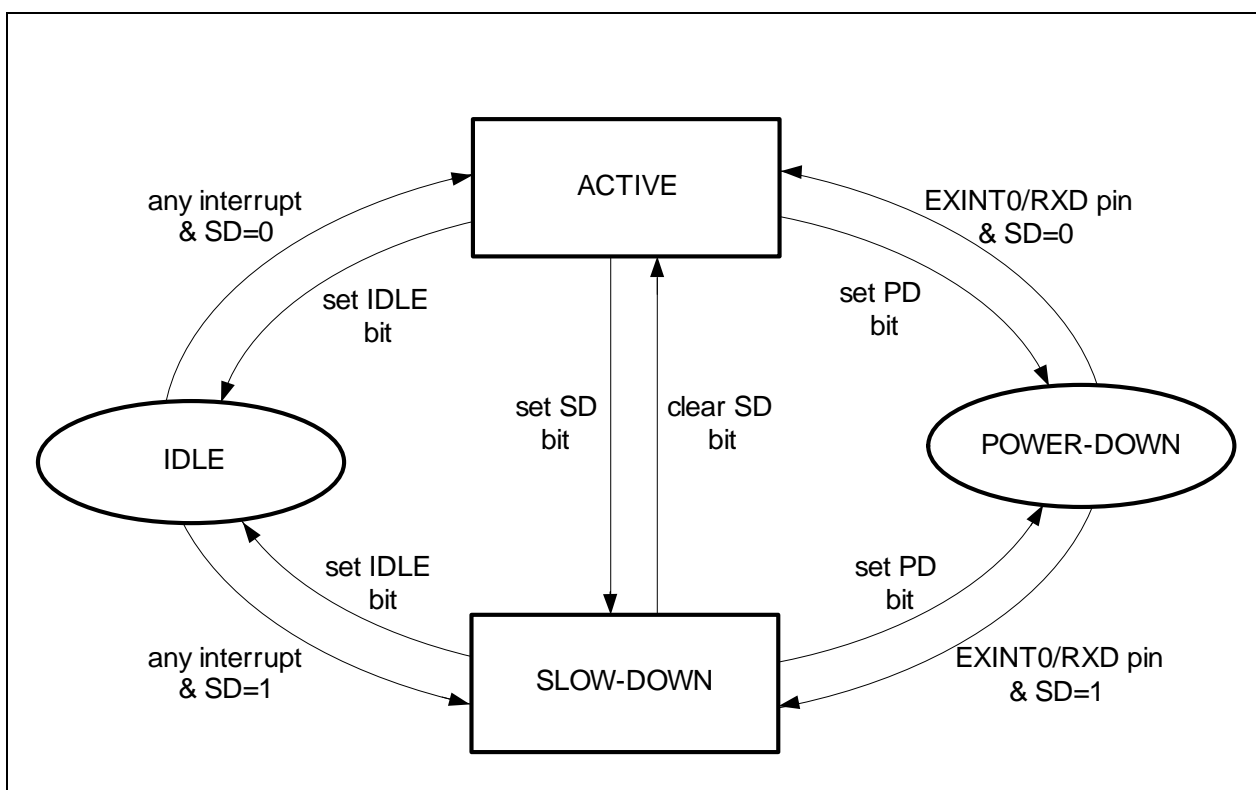 ACTIVE
any interrupt
& SD=0
EXINT0/RXD pin
& SD=0
set IDLE
bit
set PD
bit
set SD
bit
clear SD
bit
IDLE
POWER-DOWN
set IDLE
bit
set PD
bit
any interrupt
& SD=1
SLOW-DOWN
EXINT0/RXD pin
& SD=1